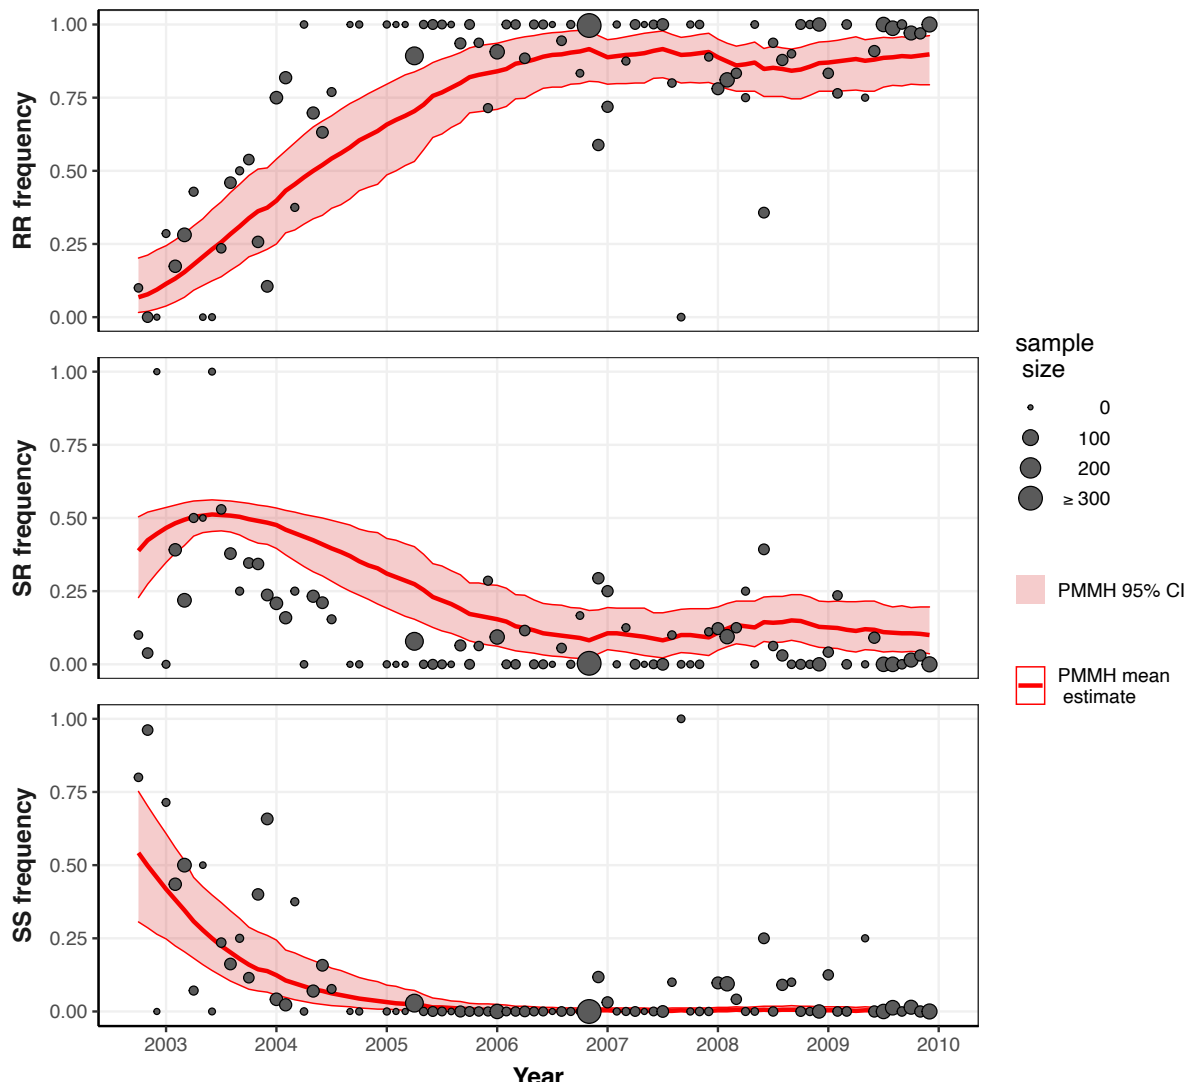 RR frequency
1.00
0.75
0.50
0.25
0.00
SR frequency
1.00
0.75
0.50
0.25
0.00
SS frequency
1.00
0.75
0.50
0.25
0.00
2003 2004 2005 2006 2007 2008 2009 2010
Year
sample
size
0
100
200
≥ 300
PMMH 95% CI
PMMH mean
estimate